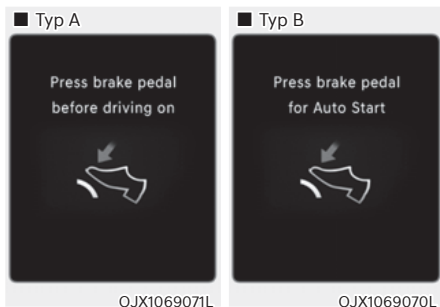 ■ Typ A
Press brake pedal
before driving on
OJX1069071L
■ Typ B
Press brake pedal
for Auto Start
OJX1069070L